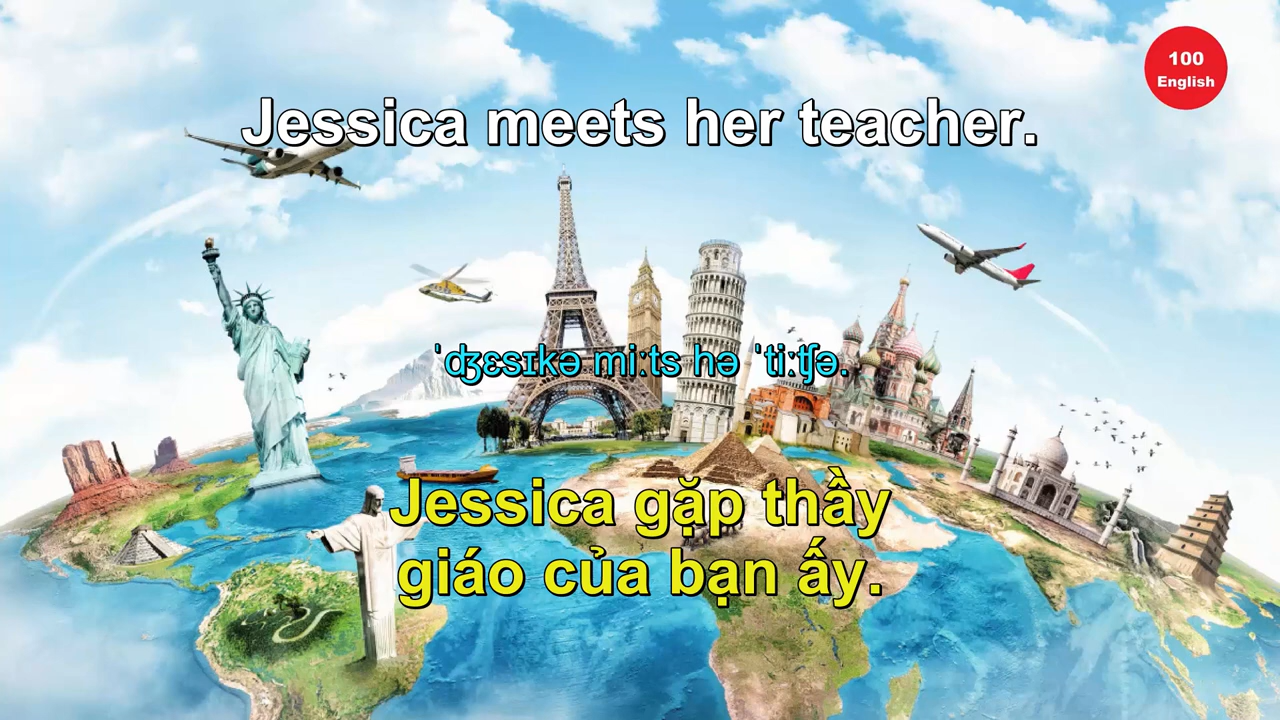 100
English
Jessica meets her teacher.
ˈʤɛsɪkə miːts hə ˈtiːʧə.
Jessica gặp thầy
giáo của bạn ấy.